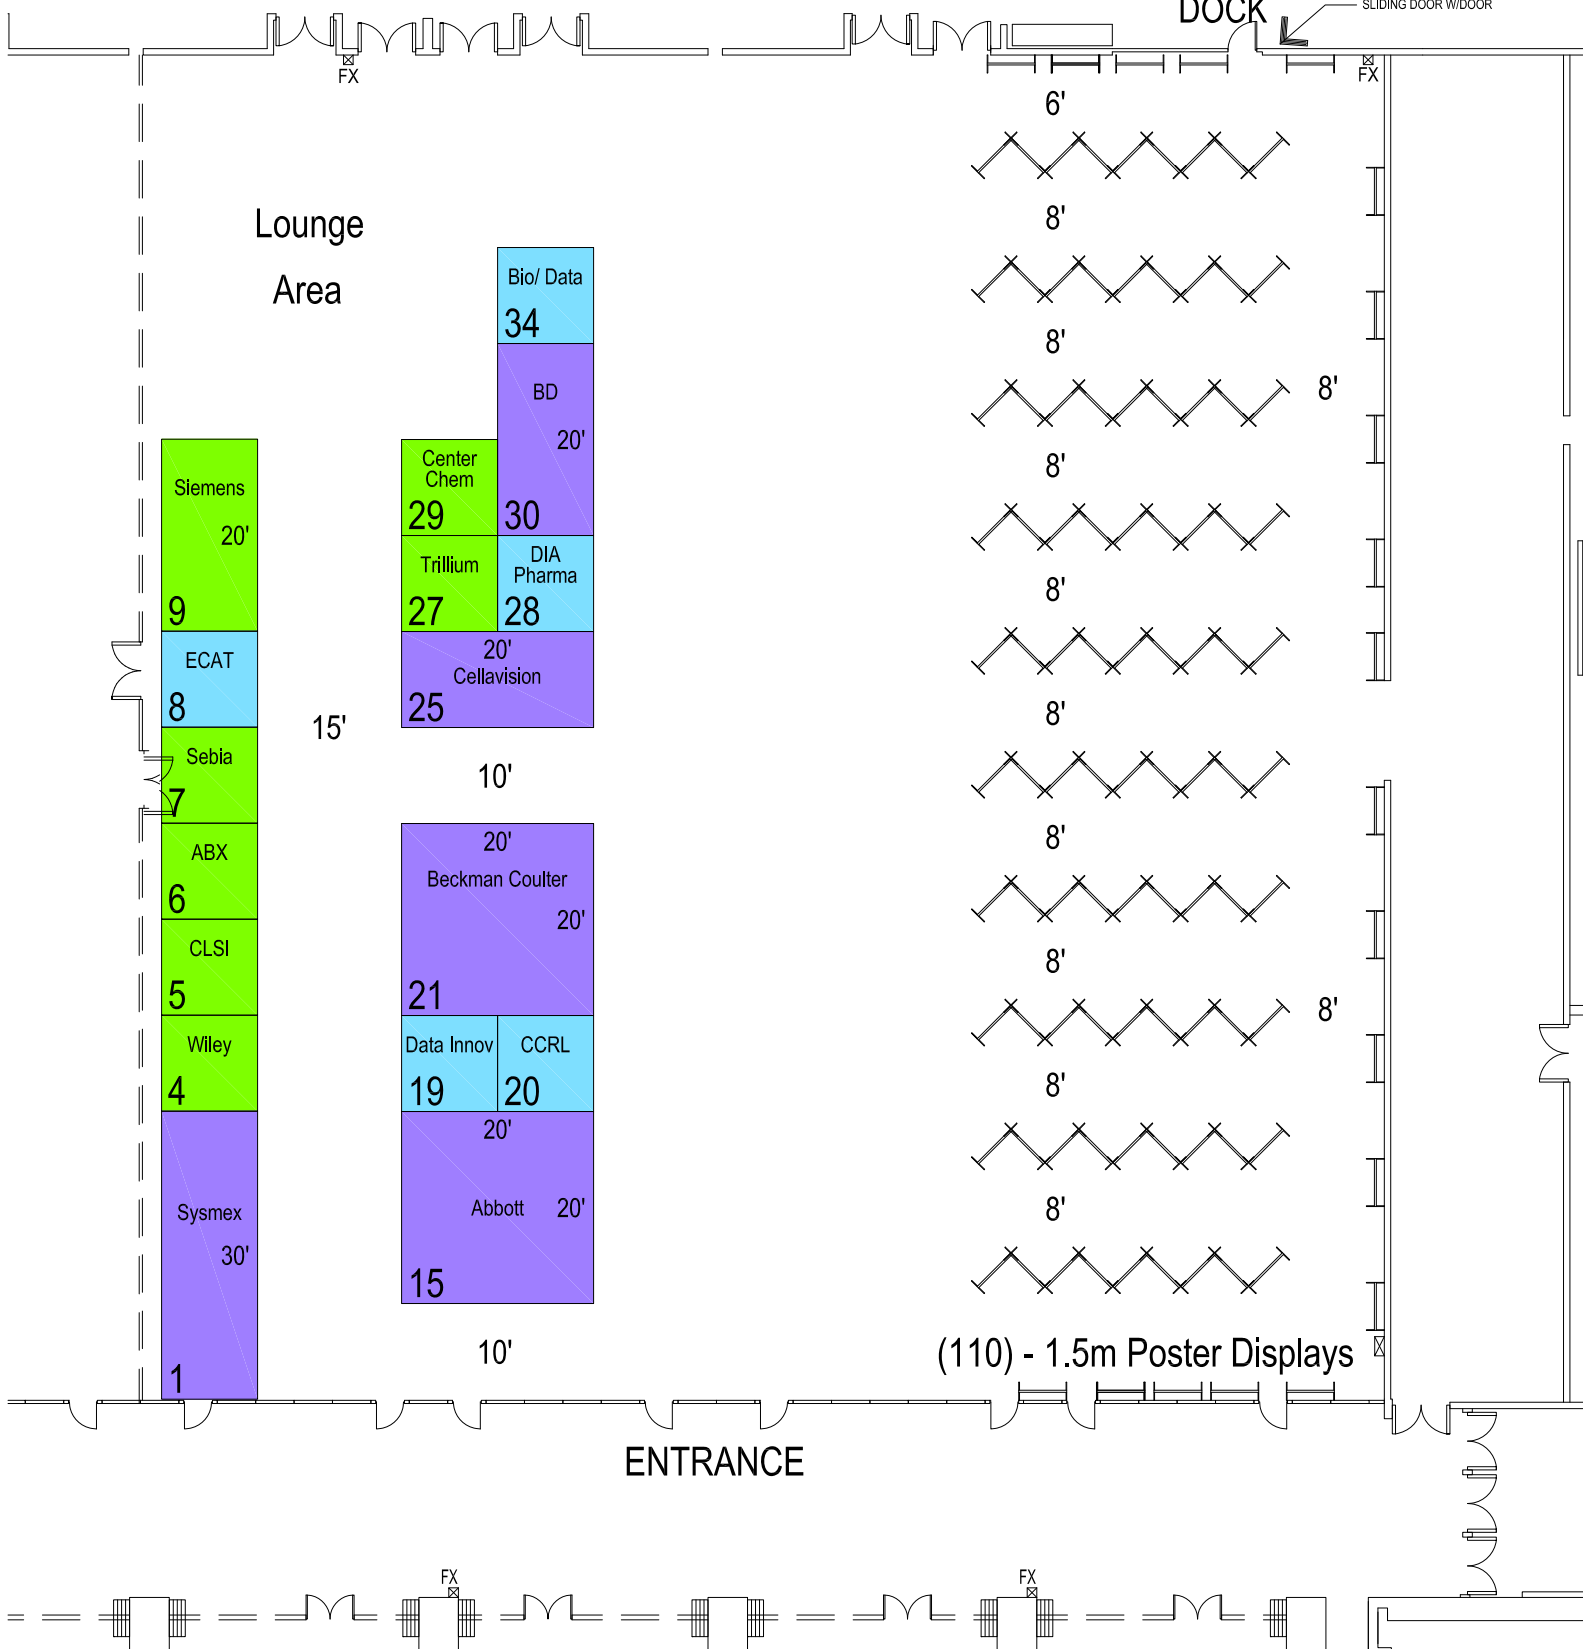 DOCK
SLIDING DOOR W/DOOR
FX
FX
6'
8'
8'
8'
8'
8'
8'
8'
8'
8'
8'
8'
Lounge
Area
Bio/ Data
34
BD
20'
30
Center
Chem
29
Trillium
27
DIA
Pharma
28
20'
Cellavision
25
Siemens
20'
9
ECAT
8
Sebia
7
ABX
6
CLSI
5
Wiley
4
Sysmex
30'
1
15'
10'
20'
Beckman Coulter
20'
21
Data Innov
19
CCRL
20
20'
Abbott
20'
15
10'
(110) - 1.5m Poster Displays
ENTRANCE
FX
FX